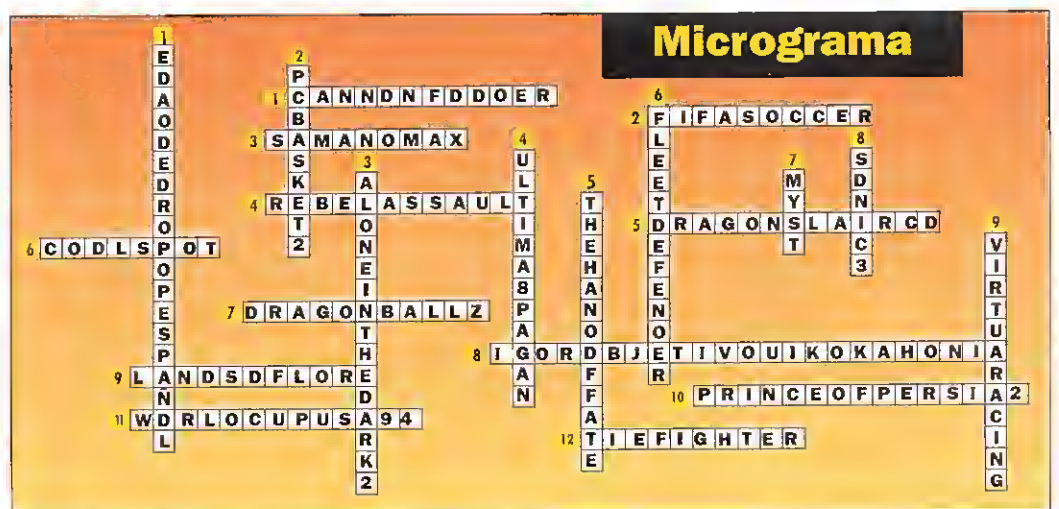 Micrograma
1 CANNDNFDDOER
2 FIFASOCCER
3 SAMANOMAX
4 REBELASSAULT
5 DRAGONSLAIRCD
6 CODLSPOT
7 DRAGONBALLZ
8 IGORDBJETIVOUIKOKAHONIA
9 LANDSDFLORE
10 PRINCEOFPERSIA2
11 WDRLOCUPUSA94
12 TIEFIGHTER
1 EDAODEDROPOPESPANDL
2 PCBASKET2
3 ALONEINTHEDARK2
4 ULTIMA8PAGAN
5 THEHANODFFATE
6 FLEETDEFENOER
7 MYST
8 SDNIC3
9 VIRTUARACING